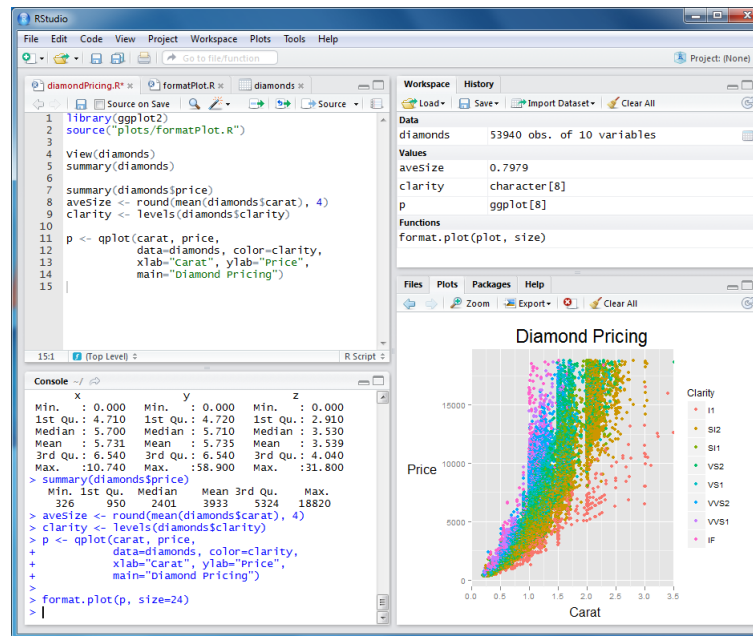 RStudio
File Edit Code View Project Workspace Plots Tools Help
Go to file/function
Project: (None)
diamondPricing.R* × formatPlot.R × diamonds ×
Source on Save Source
1 library(ggplot2)
2 source("plots/formatPlot.R")
3
4 View(diamonds)
5 summary(diamonds)
6
7 summary(diamonds$price)
8 aveSize <- round(mean(diamonds$carat), 4)
9 clarity <- levels(diamonds$clarity)
10
11 p <- qplot(carat, price,
12 data=diamonds, color=clarity,
13 xlab="Carat", ylab="Price",
14 main="Diamond Pricing")
15
15:1 (Top Level) R Script
Console ~/
x y z
Min. : 0.000 Min. : 0.000 Min. : 0.000
1st Qu.: 4.710 1st Qu.: 4.720 1st Qu.: 2.910
Median : 5.700 Median : 5.710 Median : 3.530
Mean : 5.731 Mean : 5.735 Mean : 3.539
3rd Qu.: 6.540 3rd Qu.: 6.540 3rd Qu.: 4.040
Max. :10.740 Max. :58.900 Max. :31.800
> summary(diamonds$price)
Min. 1st Qu. Median Mean 3rd Qu. Max.
326 950 2401 3933 5324 18820
> aveSize <- round(mean(diamonds$carat), 4)
> clarity <- levels(diamonds$clarity)
> p <- qplot(carat, price,
+ data=diamonds, color=clarity,
+ xlab="Carat", ylab="Price",
+ main="Diamond Pricing")
>
> format.plot(p, size=24)
>
Workspace History
Load Save Import Dataset Clear All
Data
diamonds 53940 obs. of 10 variables
Values
aveSize 0.7979
clarity character[8]
p ggplot[8]
Functions
format.plot(plot, size)
Files Plots Packages Help
Zoom Export Clear All
Diamond Pricing
Price
15000
10000
5000
0
0.0 0.5 1.0 1.5 2.0 2.5 3.0 3.5
Carat
Clarity
I1
SI2
SI1
VS2
VS1
VVS2
VVS1
IF